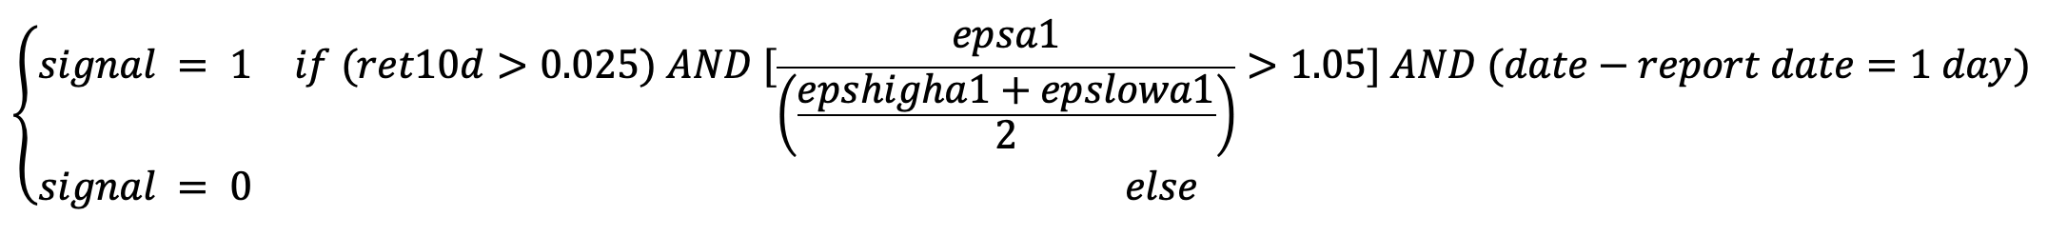 signal = 1 if (ret10d > 0.025) AND [epsa1 / ((epshigha1 + epslowa1) / 2) > 1.05] AND (date − report date = 1 day)
signal = 0 else